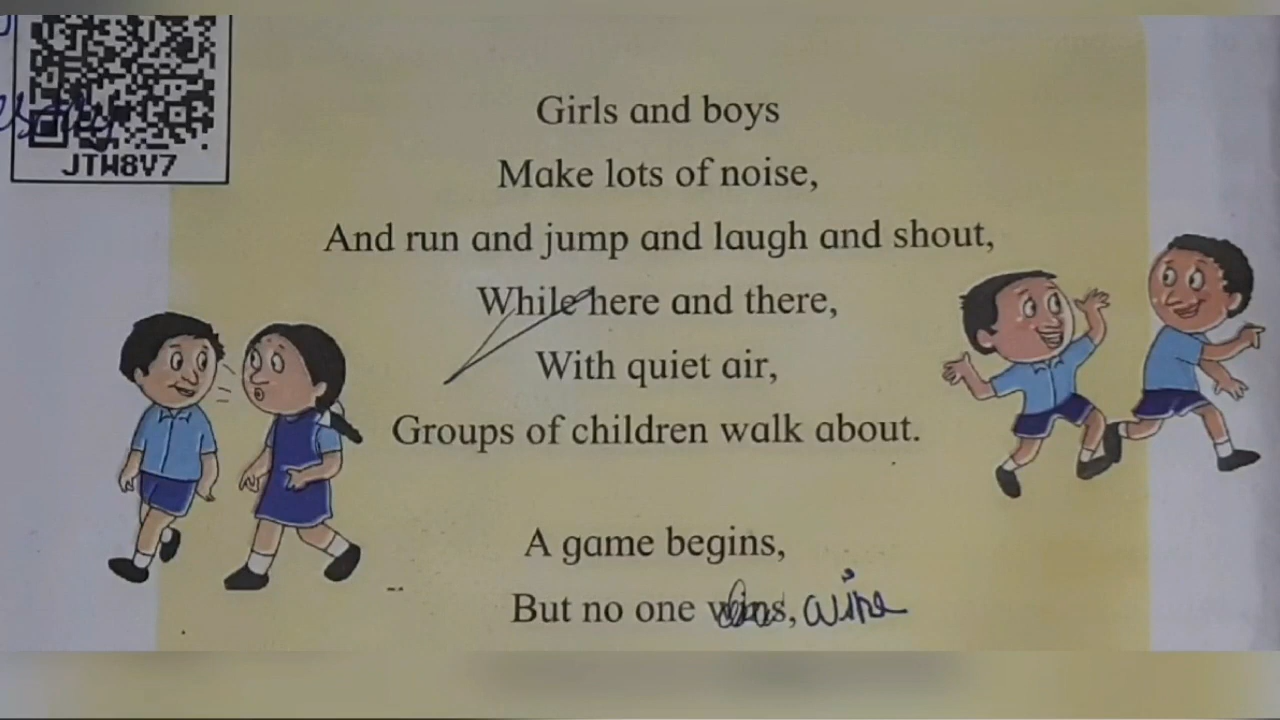 JTW8V7
Girls and boys
Make lots of noise,
And run and jump and laugh and shout,
While here and there,
With quiet air,
Groups of children walk about.
A game begins,
But no one wins,